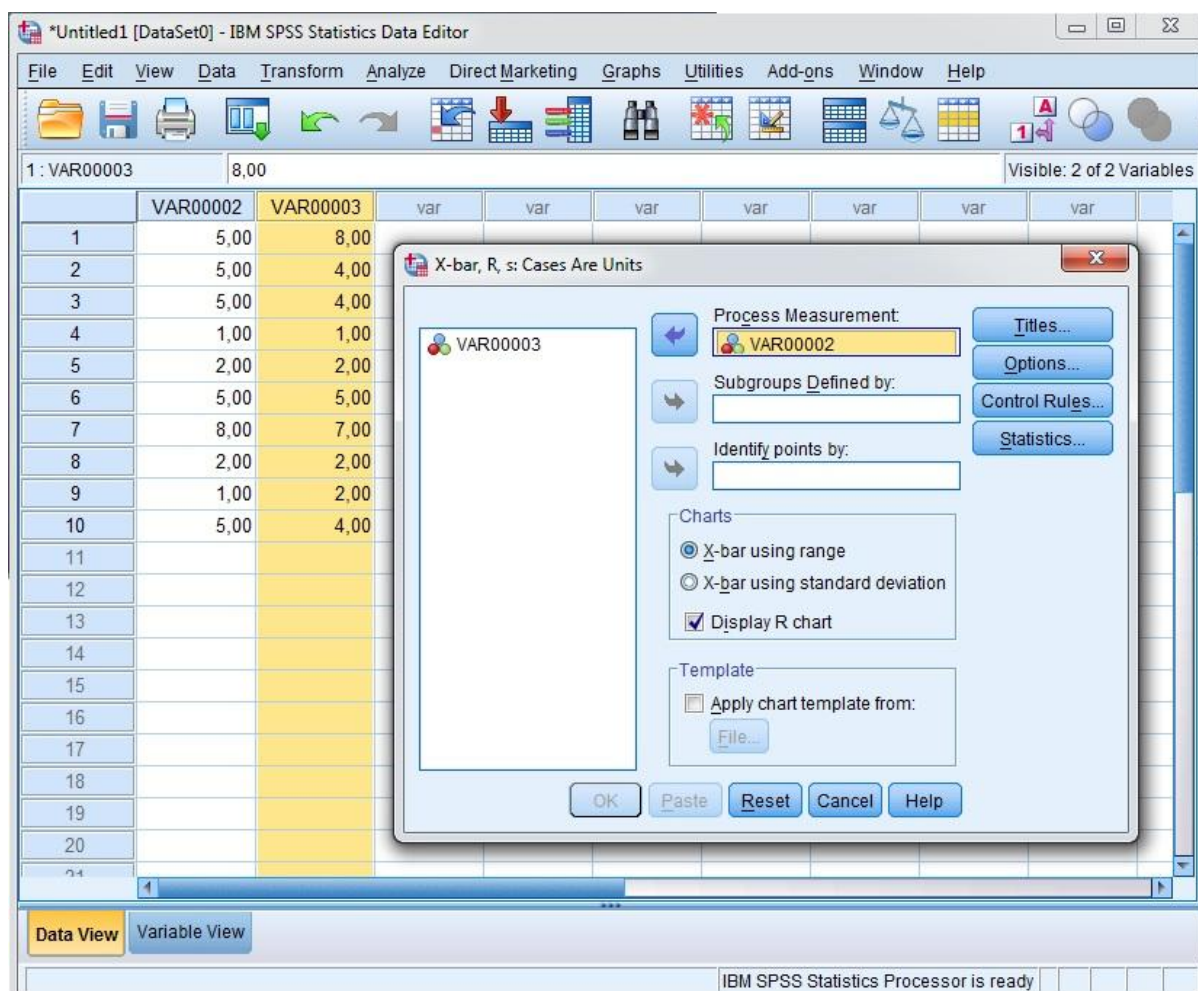 *Untitled1 [DataSet0] - IBM SPSS Statistics Data Editor
File Edit View Data Transform Analyze Direct Marketing Graphs Utilities Add-ons Window Help
A
1
1 : VAR00003 8,00 Visible: 2 of 2 Variables
VAR00002 VAR00003 var var var var var var var
1 5,00 8,00
2 5,00 4,00
3 5,00 4,00
4 1,00 1,00
5 2,00 2,00
6 5,00 5,00
7 8,00 7,00
8 2,00 2,00
9 1,00 2,00
10 5,00 4,00
11
12
13
14
15
16
17
18
19
20
21
X-bar, R, s: Cases Are Units
VAR00003
Process Measurement:
VAR00002
Subgroups Defined by:
Identify points by:
Titles...
Options...
Control Rules...
Statistics...
Charts
X-bar using range
X-bar using standard deviation
Display R chart
Template
Apply chart template from:
File...
OK Paste Reset Cancel Help
Data View Variable View
IBM SPSS Statistics Processor is ready